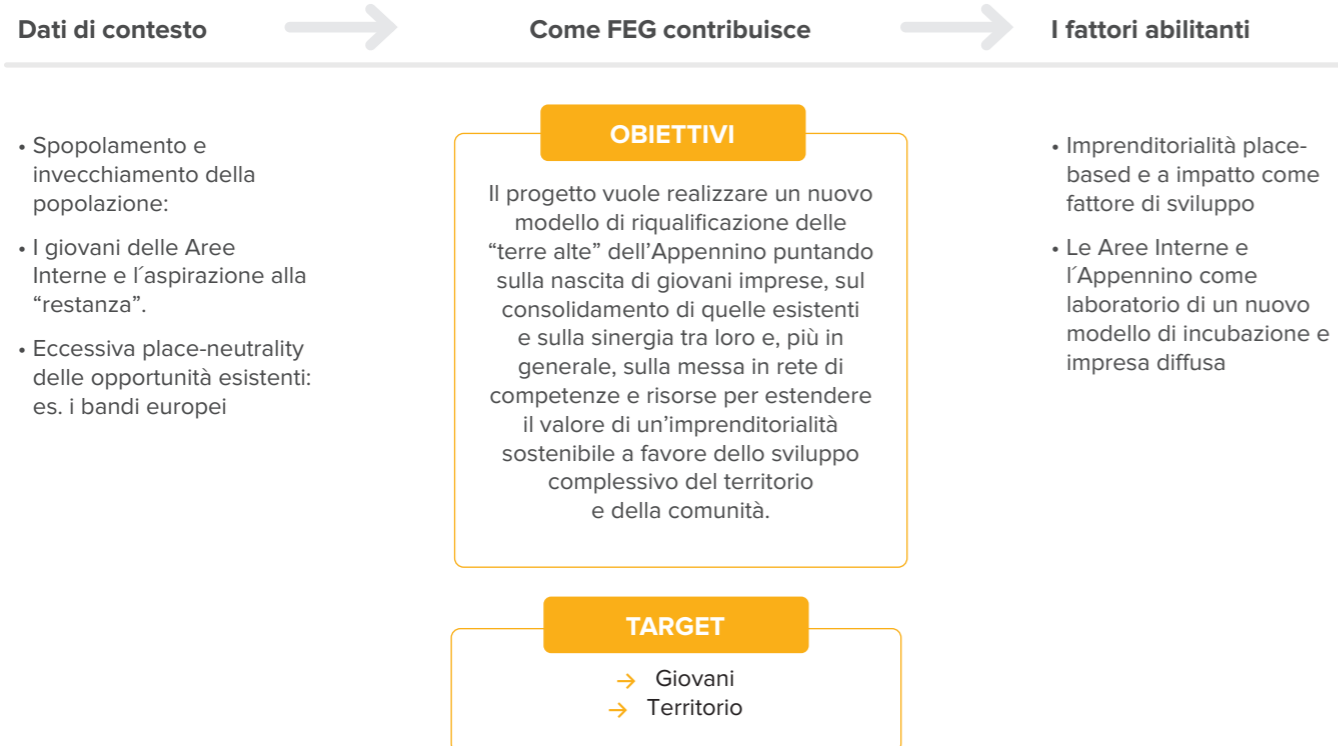 Dati di contesto
Come FEG contribuisce
I fattori abilitanti
• Spopolamento e
invecchiamento della
popolazione:
• I giovani delle Aree
Interne e l´aspirazione alla
“restanza”.
• Eccessiva place-neutrality
delle opportunità esistenti:
es. i bandi europei
OBIETTIVI
Il progetto vuole realizzare un nuovo
modello di riqualificazione delle
“terre alte” dell’Appennino puntando
sulla nascita di giovani imprese, sul
consolidamento di quelle esistenti
e sulla sinergia tra loro e, più in
generale, sulla messa in rete di
competenze e risorse per estendere
il valore di un’imprenditorialità
sostenibile a favore dello sviluppo
complessivo del territorio
e della comunità.
TARGET
→ Giovani
→ Territorio
• Imprenditorialità place-
based e a impatto come
fattore di sviluppo
• Le Aree Interne e
l´Appennino come
laboratorio di un nuovo
modello di incubazione e
impresa diffusa